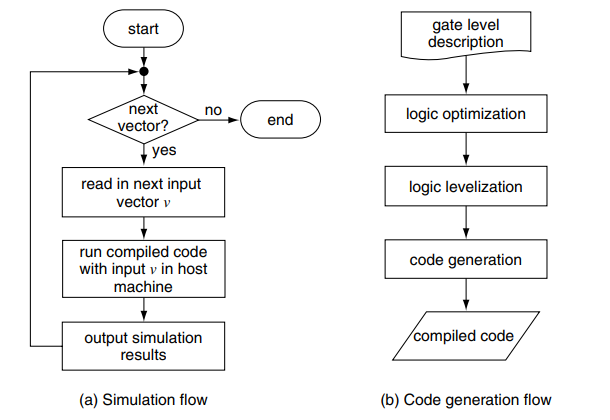 start
next
vector?
no
end
yes
read in next input
vector v
run compiled code
with input v in host
machine
output simulation
results
(a) Simulation flow
gate level
description
logic optimization
logic levelization
code generation
compiled code
(b) Code generation flow